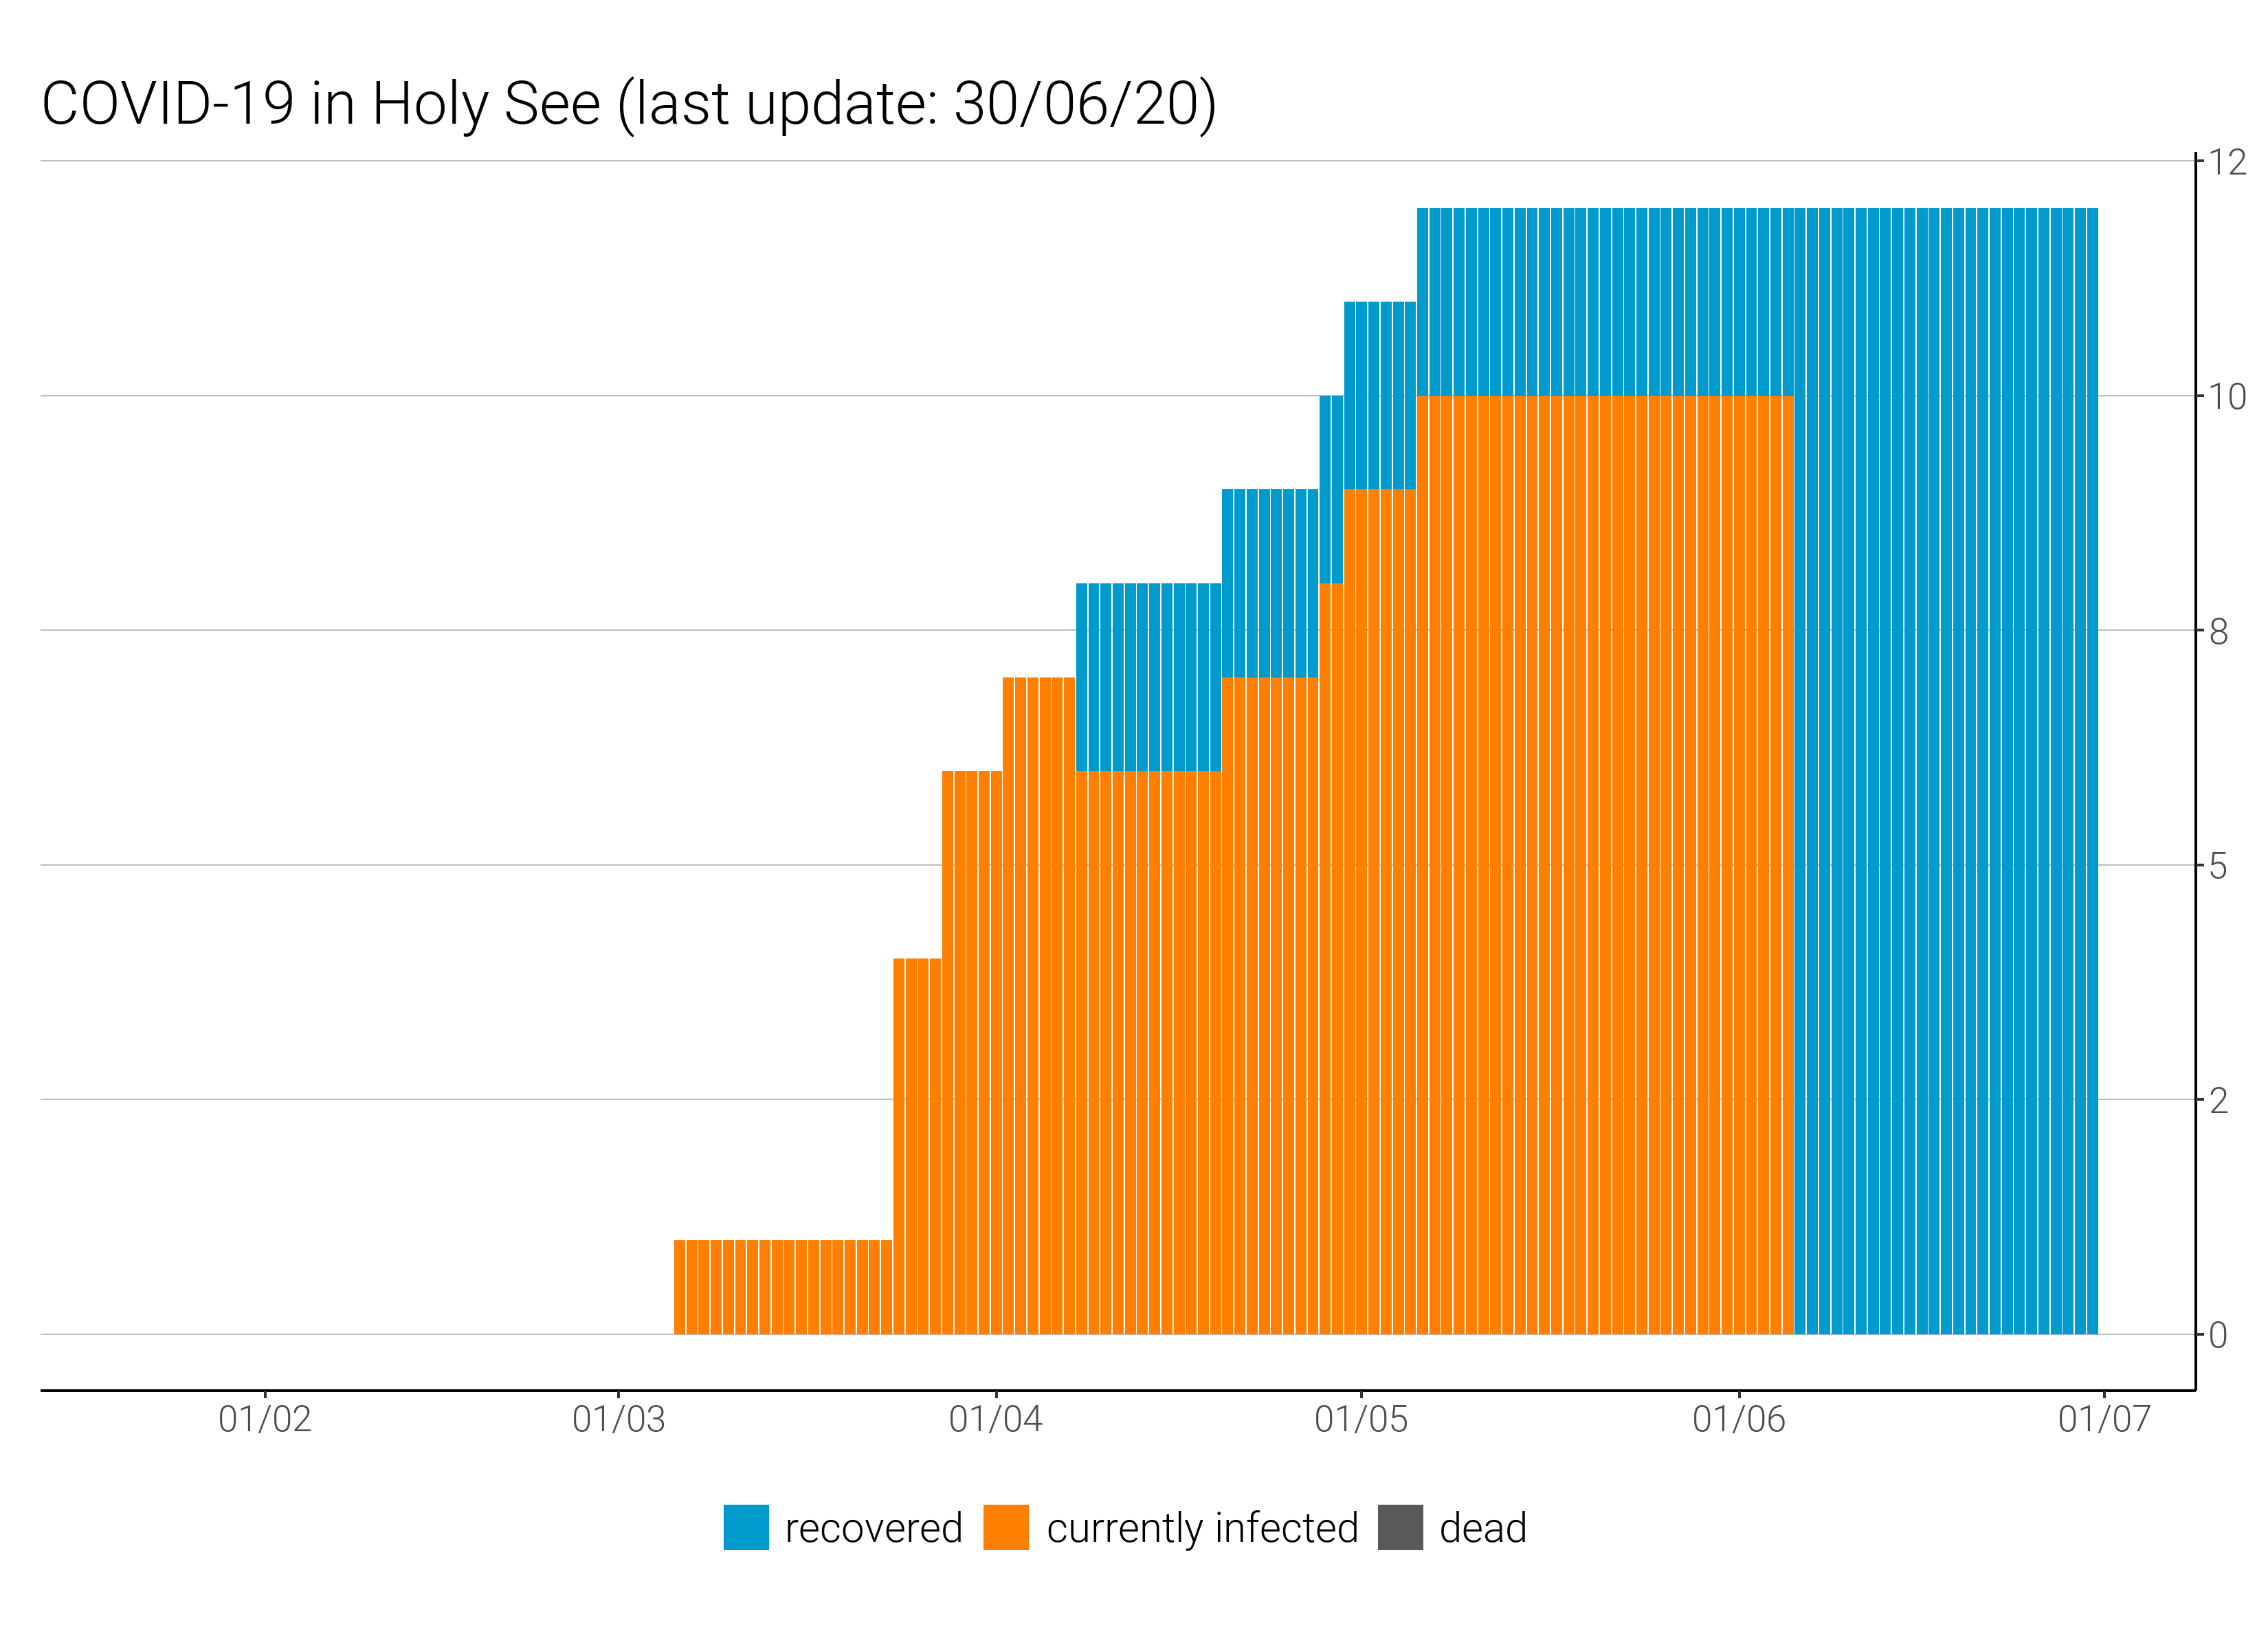 COVID-19 in Holy See (last update: 30/06/20)
12
10
8
5
2
0
01/02 01/03 01/04 01/05 01/06 01/07
recovered currently infected dead